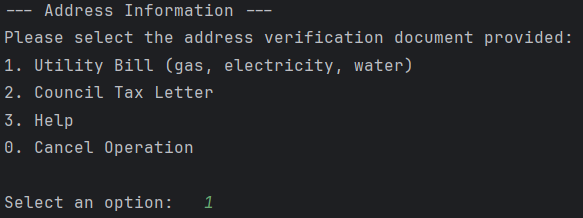 --- Address Information ---
Please select the address verification document provided:
1. Utility Bill (gas, electricity, water)
2. Council Tax Letter
3. Help
0. Cancel Operation
Select an option: 1